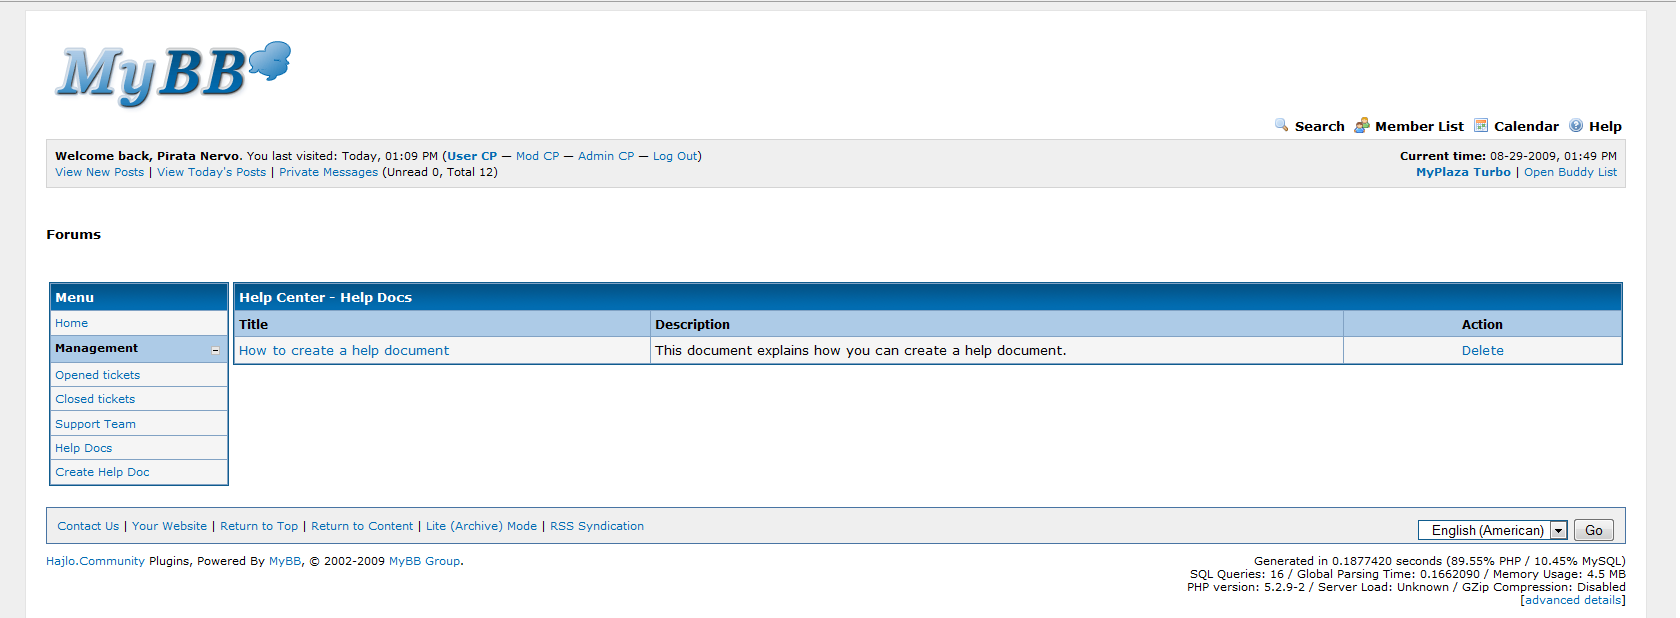 MyBB
Search Member List Calendar Help
Welcome back, Pirata Nervo. You last visited: Today, 01:09 PM (User CP — Mod CP — Admin CP — Log Out)
Current time: 08-29-2009, 01:49 PM
View New Posts | View Today's Posts | Private Messages (Unread 0, Total 12)
MyPlaza Turbo | Open Buddy List
Forums
Menu
Home
Management
Opened tickets
Closed tickets
Support Team
Help Docs
Create Help Doc
Help Center - Help Docs
Title Description Action
How to create a help document This document explains how you can create a help document. Delete
Contact Us | Your Website | Return to Top | Return to Content | Lite (Archive) Mode | RSS Syndication
English (American) Go
Hajlo.Community Plugins, Powered By MyBB, © 2002-2009 MyBB Group.
Generated in 0.1877420 seconds (89.55% PHP / 10.45% MySQL)
SQL Queries: 16 / Global Parsing Time: 0.1662090 / Memory Usage: 4.5 MB
PHP version: 5.2.9-2 / Server Load: Unknown / GZip Compression: Disabled
[advanced details]